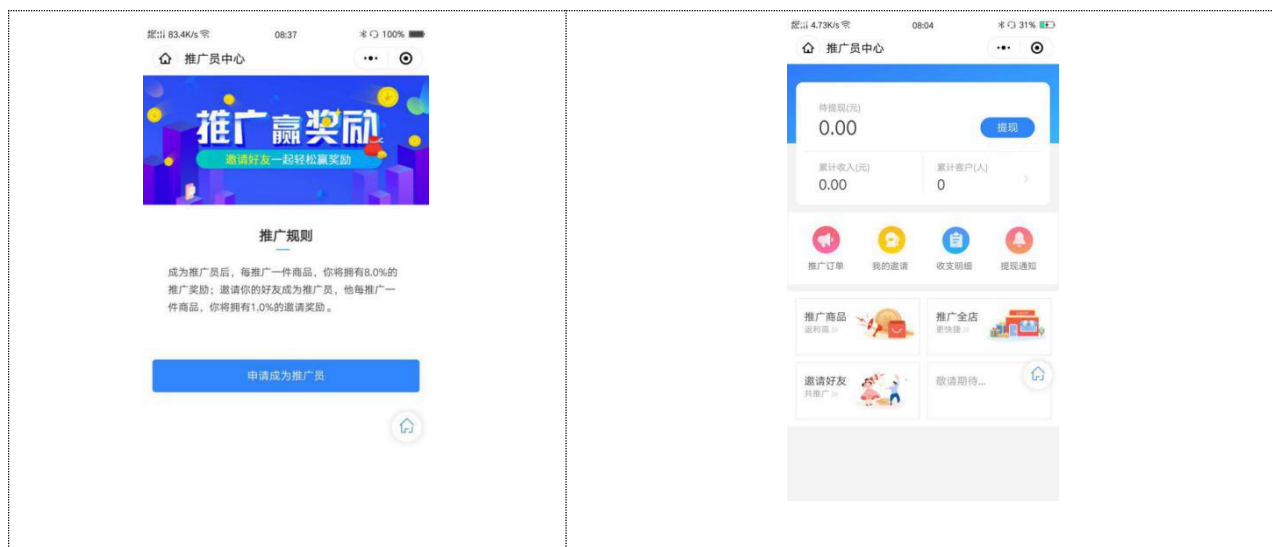 83.4K/s
08:37
100%
推广员中心
推广赢奖励
邀请好友一起轻松赢奖励
推广规则
成为推广员后，每推广一件商品，你将拥有8.0%的
推广奖励；邀请你的好友成为推广员，他每推广一
件商品，你将拥有1.0%的邀请奖励。
申请成为推广员
4.73K/s
08:04
31%
推广员中心
待提现(元)
0.00
提现
累计收入(元)
累计客户(人)
0.00
0
推广订单
我的邀请
收支明细
提现通知
推广商品
返利高 »
推广全店
更快捷 »
邀请好友
共推广 »
敬请期待...